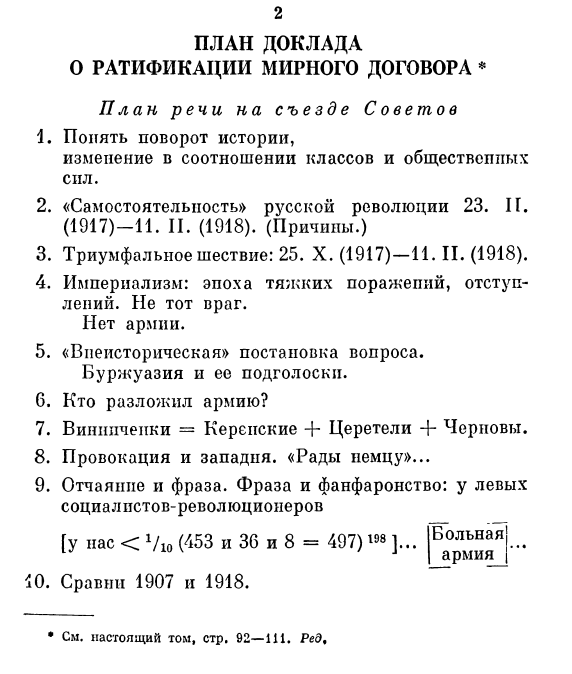 2
ПЛАН ДОКЛАДА
О РАТИФИКАЦИИ МИРНОГО ДОГОВОРА *
План речи на съезде Советов
1. Понять поворот истории,
изменение в соотношении классов и общественных
сил.
2. «Самостоятельность» русской революции 23. II.
(1917)—11. II. (1918). (Причины.)
3. Триумфальное шествие: 25. X. (1917)—11. II. (1918).
4. Империализм: эпоха тяжких поражений, отступ-
лений. Не тот враг.
Нет армии.
5. «Внеисторическая» постановка вопроса.
Буржуазия и ее подголоски.
6. Кто разложил армию?
7. Винниченки = Керенские + Церетели + Черновы.
8. Провокация и западня. «Рады немцу»...
9. Отчаяние и фраза. Фраза и фанфаронство: у левых
социалистов-революционеров
[у нас < 1/10 (453 и 36 и 8 = 497) 198 ]... Больная
армия ...
10. Сравни 1907 и 1918.
* См. настоящий том, стр. 92—111. Ред.